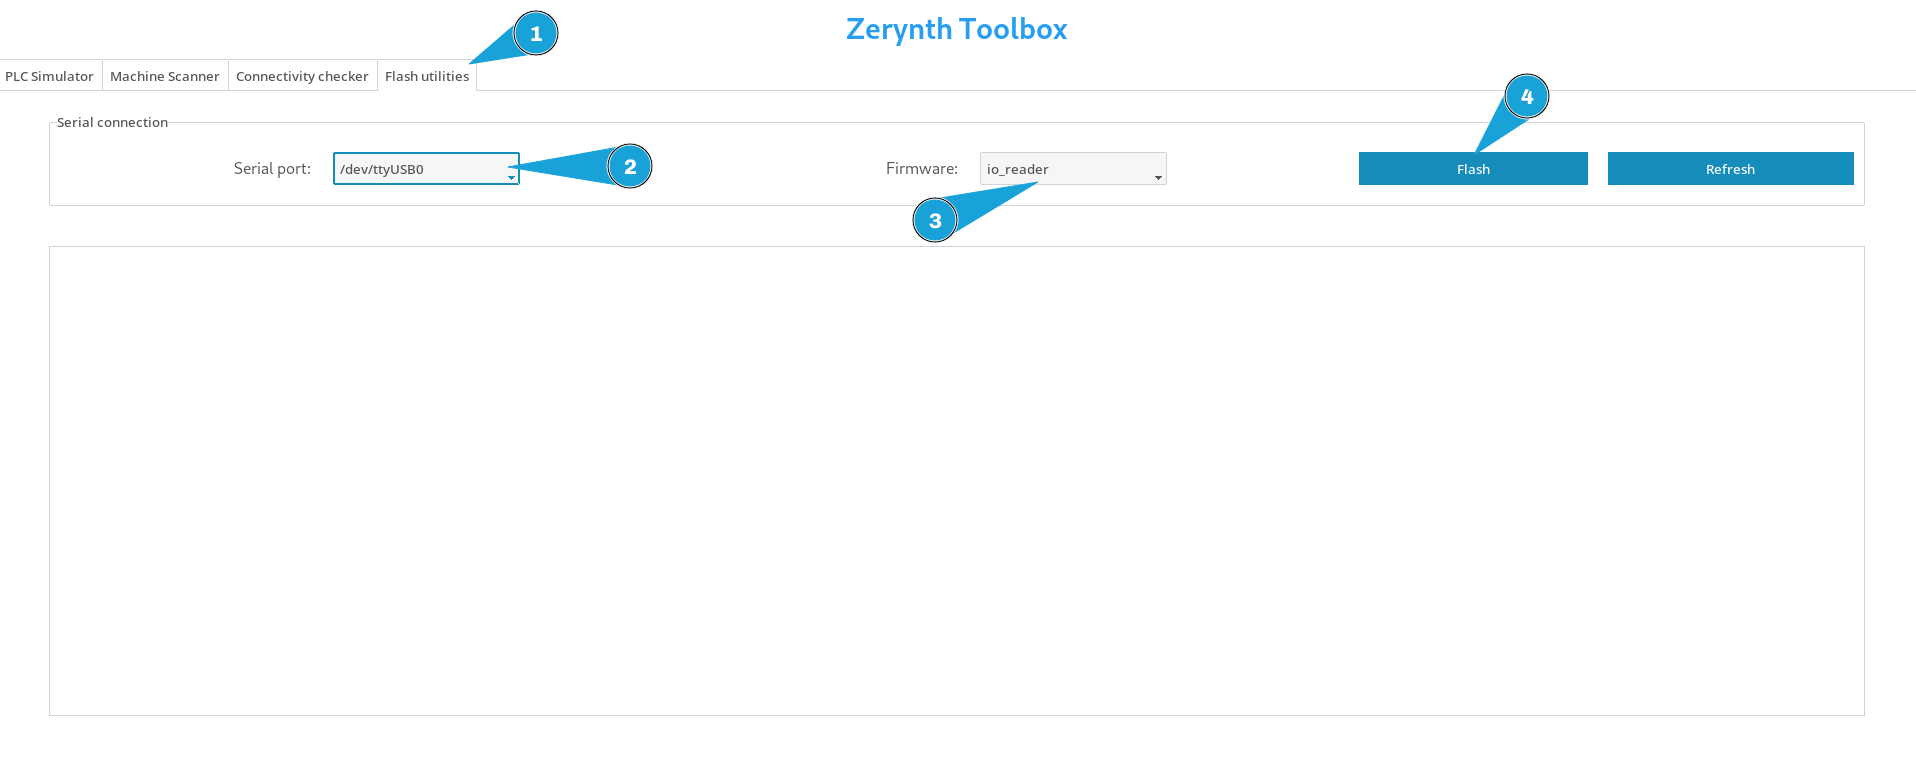 Zerynth Toolbox
1
PLC Simulator Machine Scanner Connectivity checker Flash utilities
4
Serial connection
Serial port: /dev/ttyUSB0 2 Firmware: io_reader Flash Refresh
3